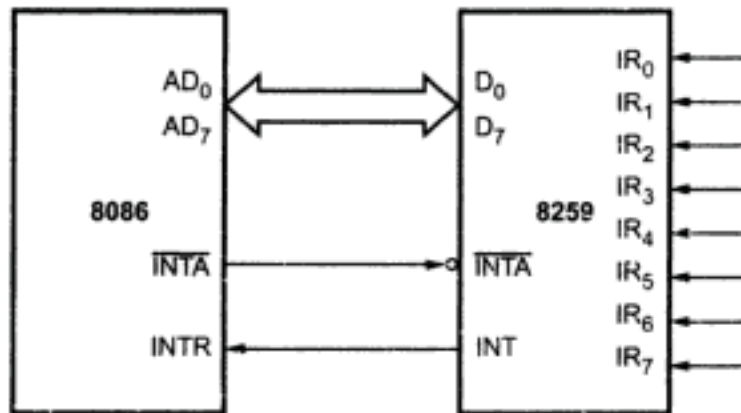 AD0
AD7
8086
INTA
INTR
D0
D7
8259
INTA
INT
IR0
IR1
IR2
IR3
IR4
IR5
IR6
IR7